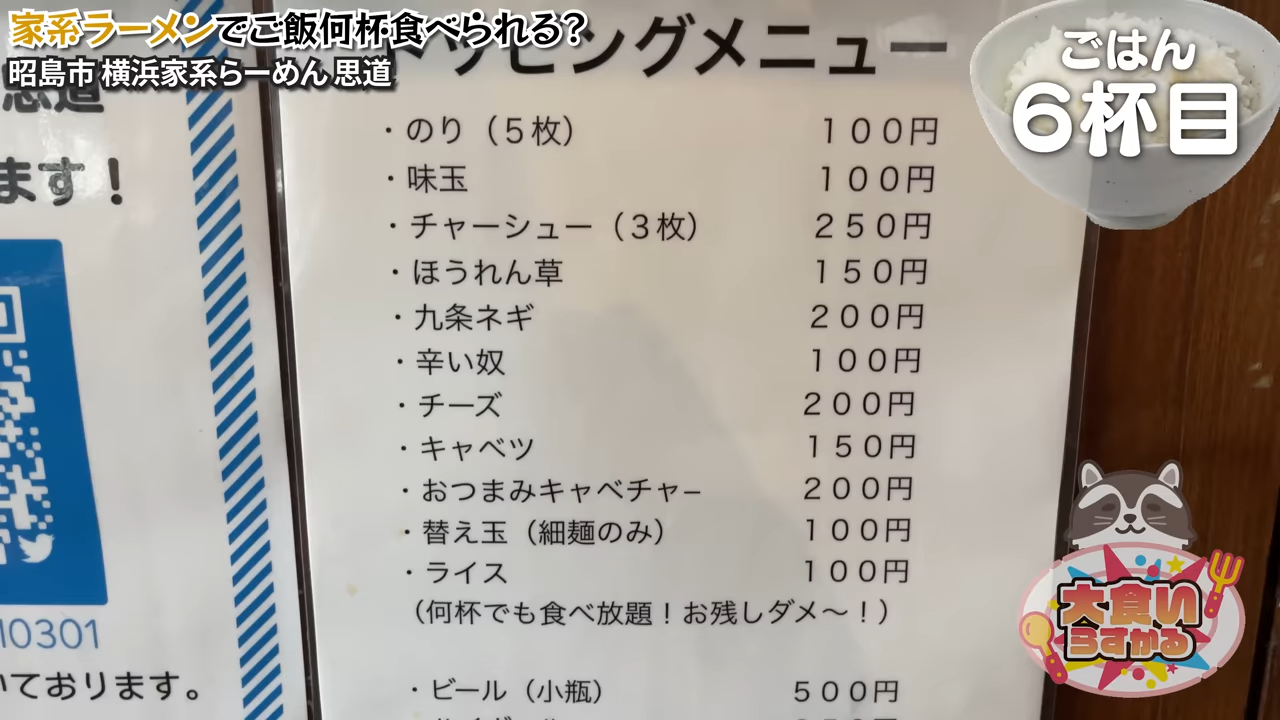 家系ラーメンでご飯何杯食べられる?
昭島市 横浜家系らーめん 思道
ごはん
6杯目
思道
ます！
トッピングメニュー
・のり（５枚） １００円
・味玉 １００円
・チャーシュー（３枚） ２５０円
・ほうれん草 １５０円
・九条ネギ ２００円
・辛い奴 １００円
・チーズ ２００円
・キャベツ １５０円
・おつまみキャベチャ− ２００円
・替え玉（細麺のみ） １００円
・ライス １００円
（何杯でも食べ放題！お残しダメ〜！）
・ビール（小瓶） ５００円
10301
ております。
大食い
らすかる